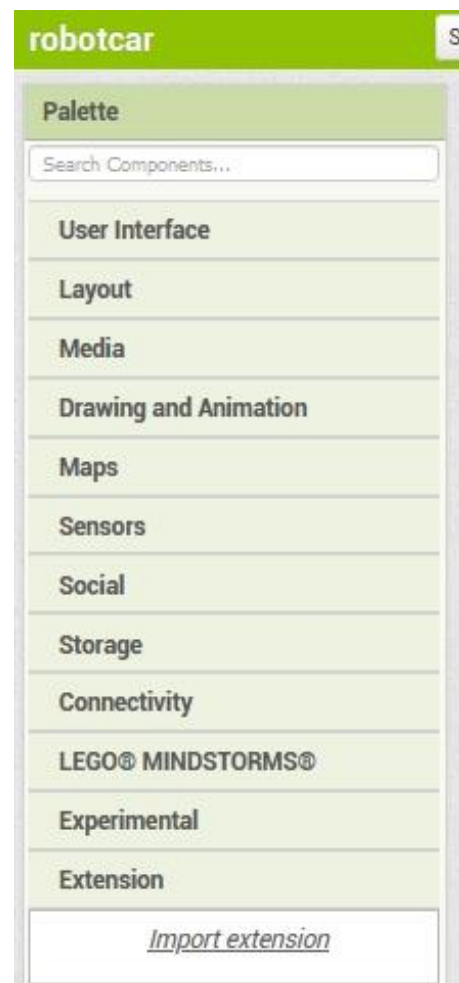 robotcar
S
Palette
Search Components...
User Interface
Layout
Media
Drawing and Animation
Maps
Sensors
Social
Storage
Connectivity
LEGO® MINDSTORMS®
Experimental
Extension
Import extension